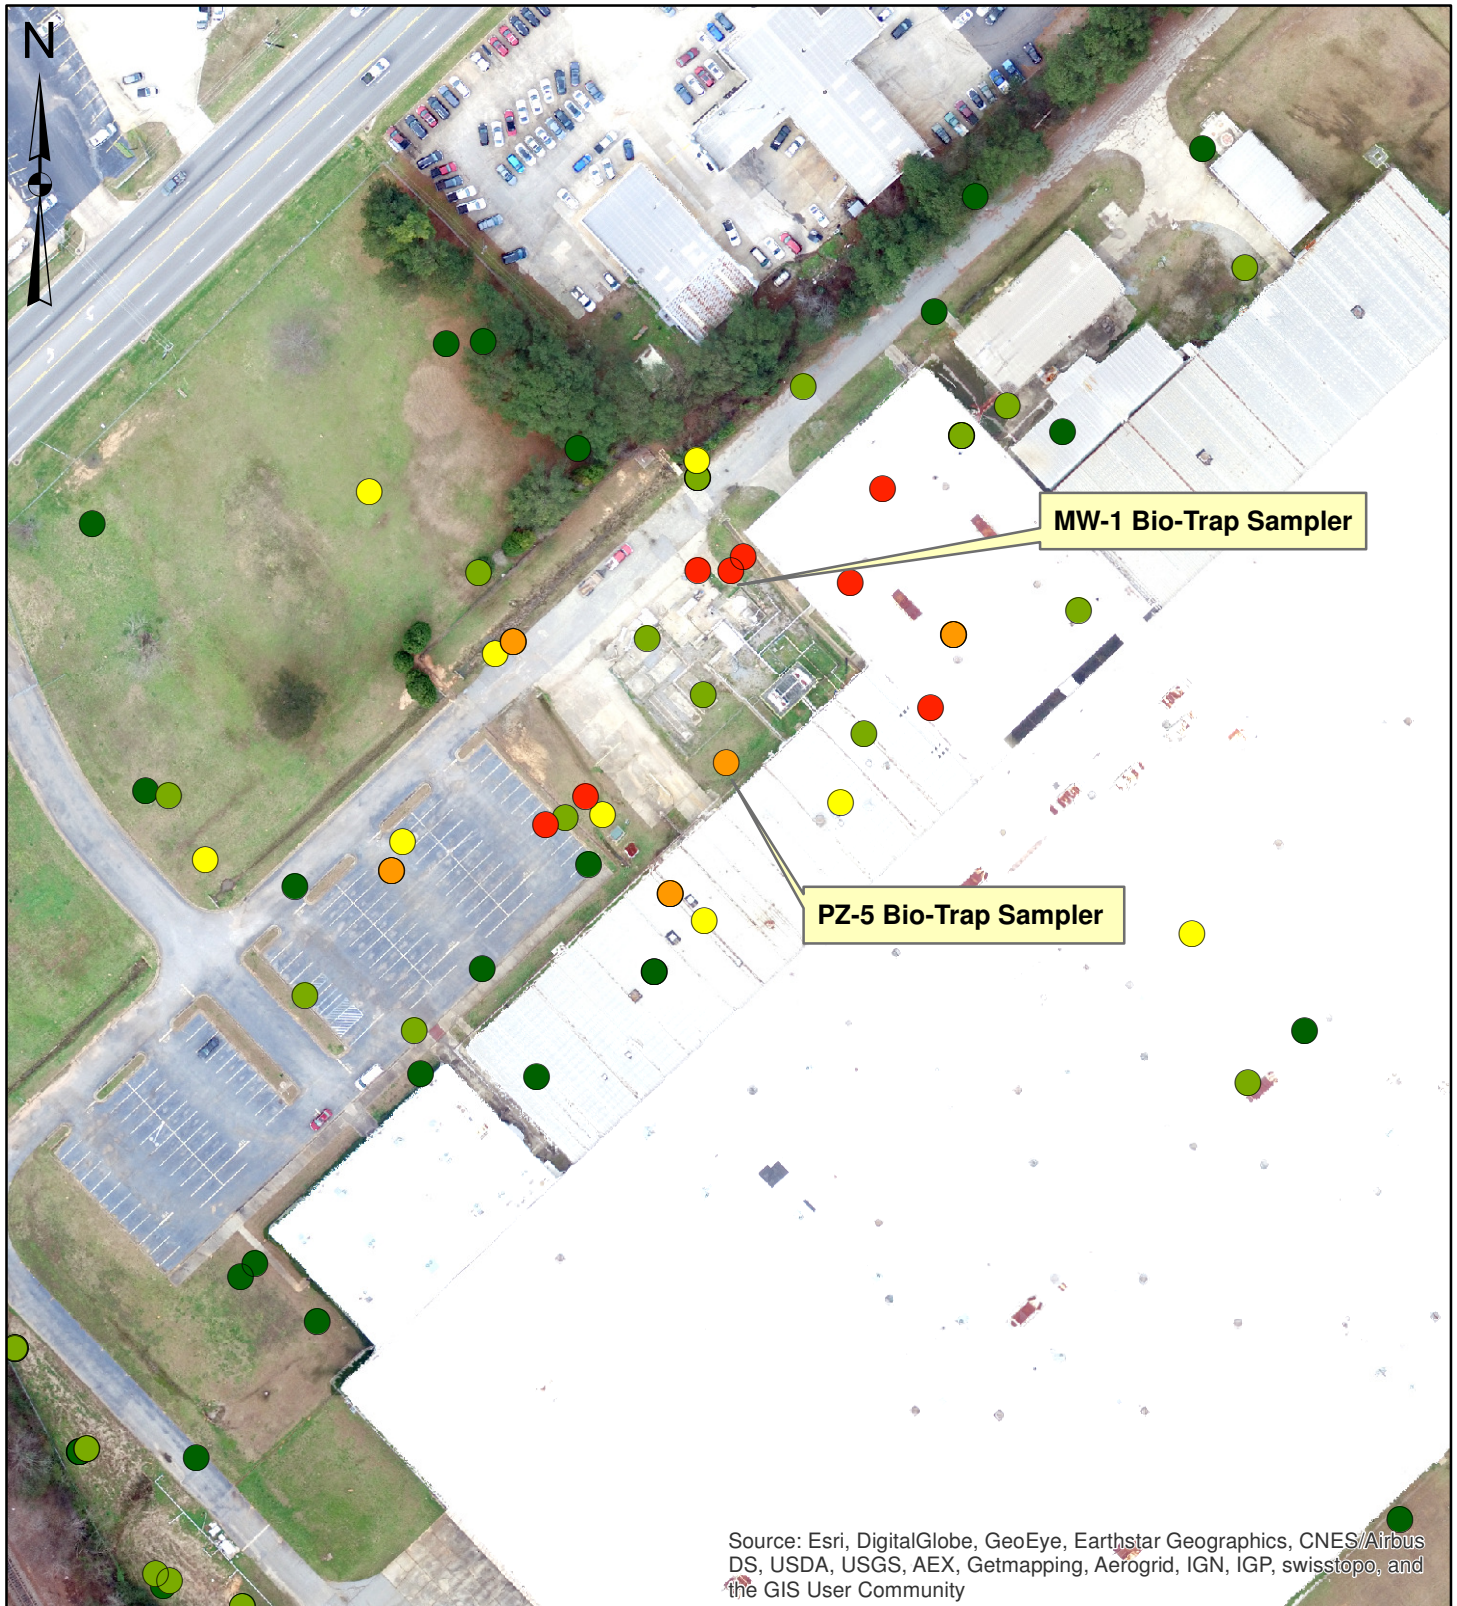 N
MW-1 Bio-Trap Sampler
PZ-5 Bio-Trap Sampler
Source: Esri, DigitalGlobe, GeoEye, Earthstar Geographics, CNES/Airbus
DS, USDA, USGS, AEX, Getmapping, Aerogrid, IGN, IGP, swisstopo, and
the GIS User Community